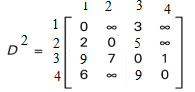 1 2 3 4
1 0 ∞ 3 ∞
D² = 2 2 0 5 ∞
3 9 7 0 1
4 6 ∞ 9 0